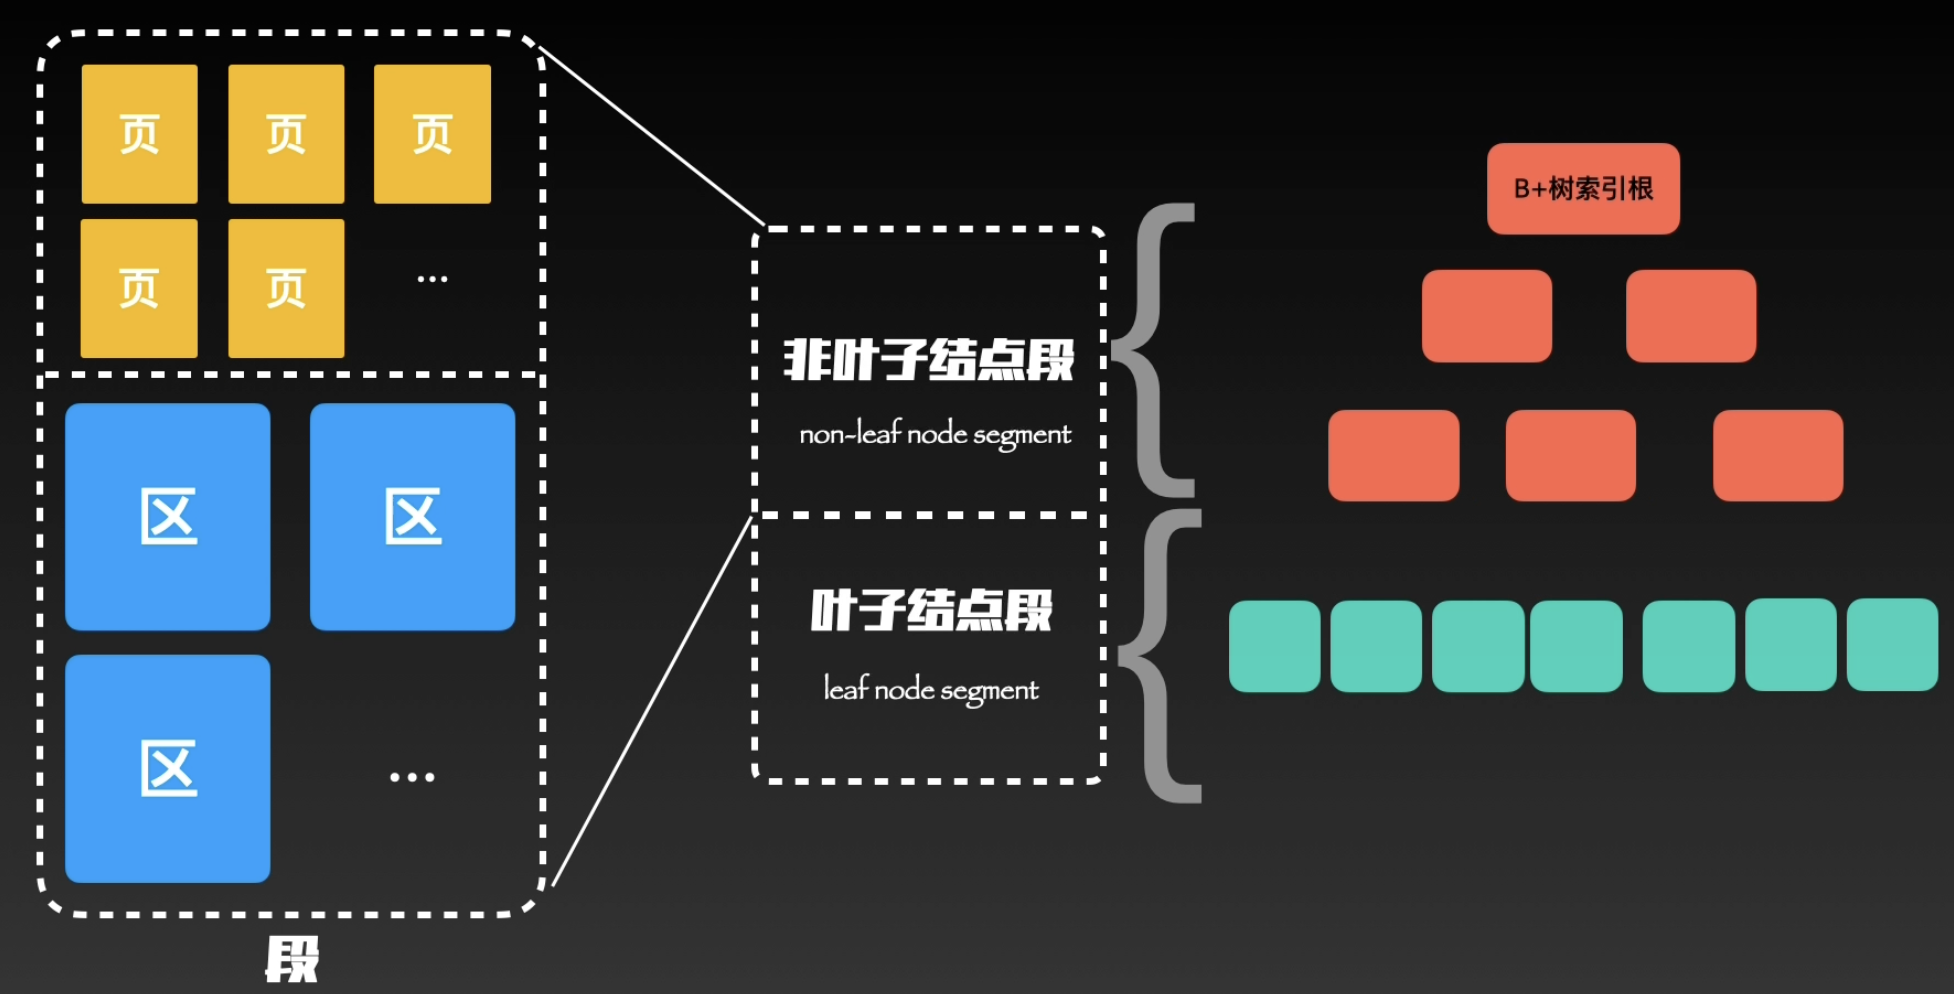 页 页 页
页 页 ...
区 区
区 ...
段
非叶子结点段
non-leaf node segment
叶子结点段
leaf node segment
B+树索引根